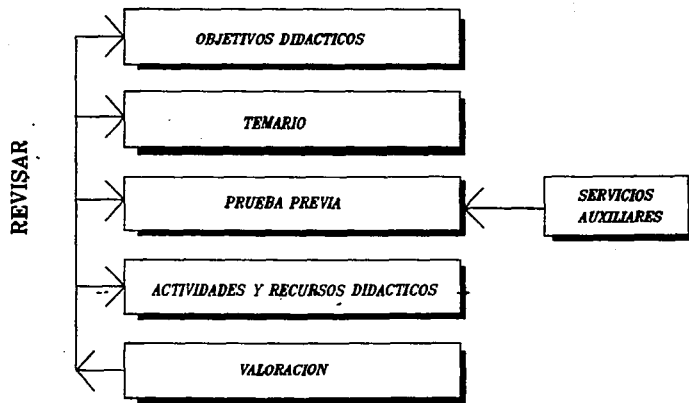 REVISAR
OBJETIVOS DIDACTICOS
TEMARIO
PRUEBA PREVIA
SERVICIOS
AUXILIARES
ACTIVIDADES Y RECURSOS DIDACTICOS
VALORACION